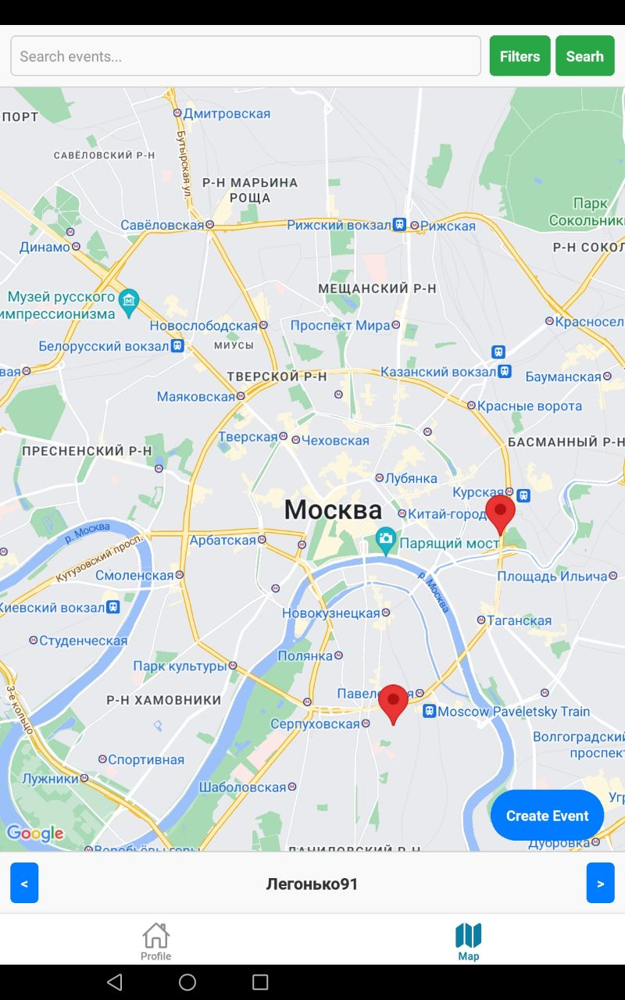 Search events...
Filters
Searh
ПОРТ
Дмитровская
Бутырская ул.
САВЁЛОВСКИЙ Р-Н
Р-Н МАРЬИНА
РОЩА
Парк
Сокольники
Савёловская
Рижский вокзал
Рижская
Динамо
Р-Н СОКОЛ
Музей русского
импрессионизма
МЕЩАНСКИЙ Р-Н
Новослободская
Проспект Мира
Красносел
Белорусский вокзал
МИУСЫ
вая
ТВЕРСКОЙ Р-Н
Казанский вокзал
Бауманская
Маяковская
Красные ворота
Тверская
Чеховская
БАСМАННЫЙ Р-Н
ПРЕСНЕНСКИЙ Р-Н
Лубянка
Курская
Москва
Китай-город
р. Москва
Кутузовский просп.
Арбатская
Парящий мост
Смоленская
р. Москва
Площадь Ильича
Киевский вокзал
Новокузнецкая
Таганская
Студенческая
Полянка
Парк культуры
3-е кольцо
Р-Н ХАМОВНИКИ
Павеле
я
Moscow Paveletsky Train
Серпуховская
Волгоградский
проспект
Спортивная
Лужники
Шаболовская
Угр
Create Event
Google
Воробьёвы горы
ДАНИЛОВСКИЙ Р-Н
Дубровка
<
Легонько91
>
Profile
Map